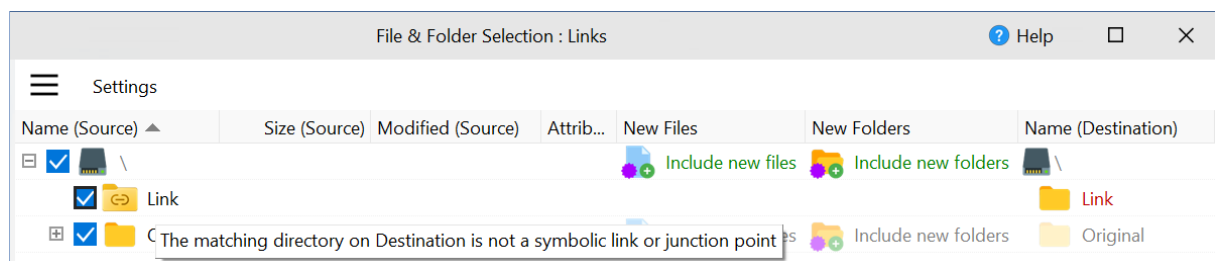 File & Folder Selection : Links
Help
Settings
Name (Source) Size (Source) Modified (Source) Attrib... New Files New Folders Name (Destination)
\ Include new files Include new folders \
Link Link
The matching directory on Destination is not a symbolic link or junction point Include new folders Original